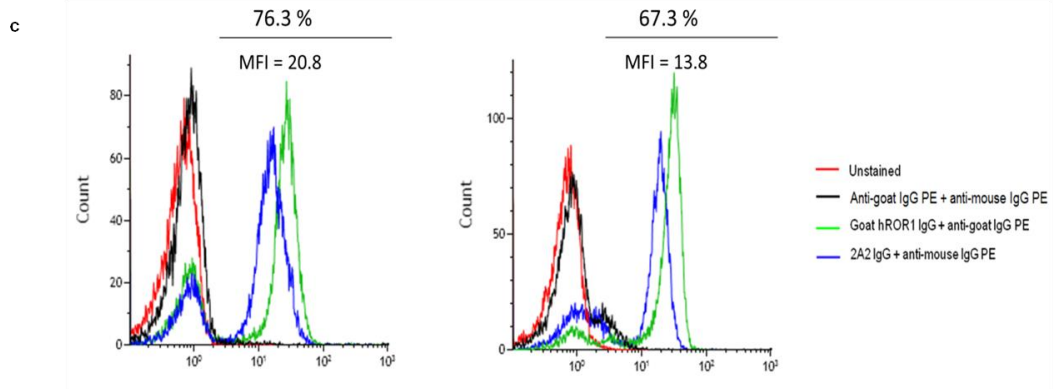 c
76.3 %
MFI = 20.8
80
60
40
20
0
Count
10⁰
10¹
10²
10³
67.3 %
MFI = 13.8
100
50
0
Count
10⁰
10¹
10²
10³
Unstained
Anti-goat IgG PE + anti-mouse IgG PE
Goat hROR1 IgG + anti-goat IgG PE
2A2 IgG + anti-mouse IgG PE